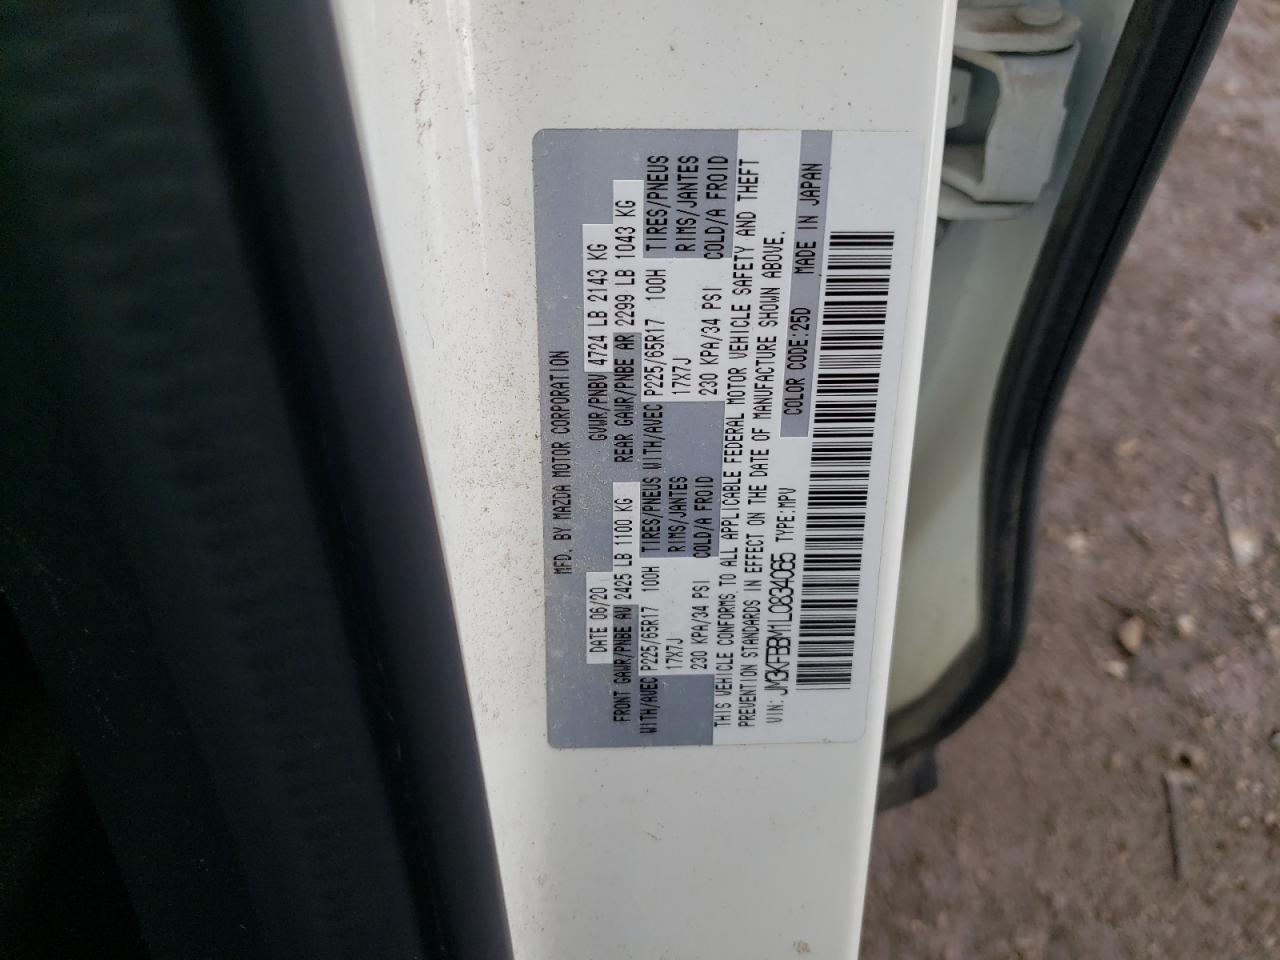 MFD. BY MAZDA MOTOR CORPORATION
DATE 06/20 GVWR/PNBV 4724 LB 2143 KG
FRONT GAWR/PNBE AV 2425 LB 1100 KG REAR GAWR/PNBE AR 2299 LB 1043 KG
WITH/AVEC P225/65R17 100H TIRES/PNEUS WITH/AVEC P225/65R17 100H TIRES/PNEUS
17X7J RIMS/JANTES 17X7J RIMS/JANTES
230 KPA/34 PSI COLD/A FROID 230 KPA/34 PSI COLD/A FROID
THIS VEHICLE CONFORMS TO ALL APPLICABLE FEDERAL MOTOR VEHICLE SAFETY AND THEFT
PREVENTION STANDARDS IN EFFECT ON THE DATE OF MANUFACTURE SHOWN ABOVE.
VIN: JM3KFBBM1L0834065 TYPE:MPV COLOR CODE:25D MADE IN JAPAN